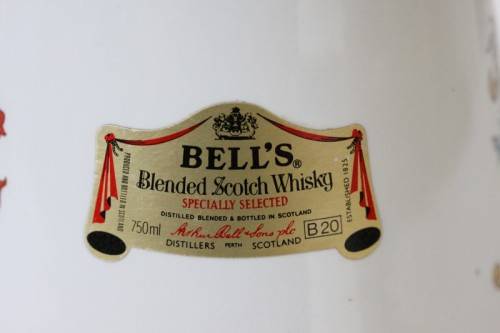 BELL'S®
Blended Scotch Whisky
SPECIALLY SELECTED
DISTILLED BLENDED & BOTTLED IN SCOTLAND
750ml Arthur Bell & Sons plc B20
DISTILLERS PERTH SCOTLAND
PRODUCED AND BOTTLED IN SCOTLAND
ESTABLISHED 1825
R